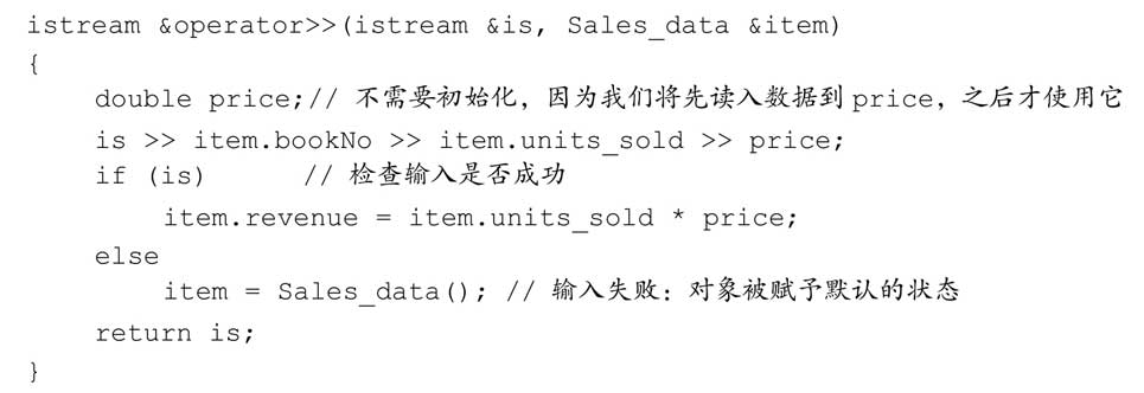 istream &operator>>(istream &is, Sales_data &item)
{
    double price;// 不需要初始化，因为我们将先读入数据到 price，之后才使用它
    is >> item.bookNo >> item.units_sold >> price;
    if (is)      // 检查输入是否成功
        item.revenue = item.units_sold * price;
    else
        item = Sales_data(); // 输入失败：对象被赋予默认的状态
    return is;
}